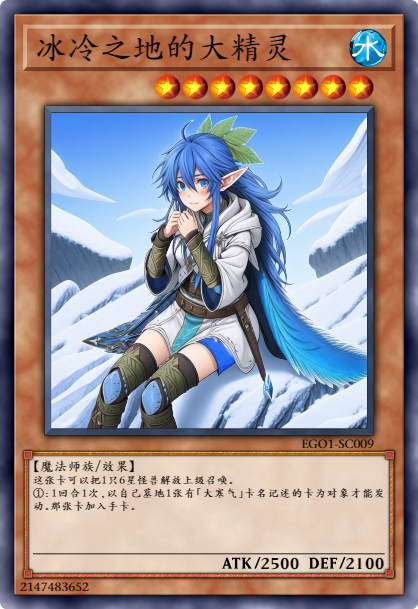 冰冷之地的大精灵
水
EGO1-SC009
【魔法师族/效果】
这张卡可以把1只6星怪兽解放上级召唤。
①:1回合1次,以自己墓地1张有「大寒气」卡名记述的卡为对象才能发
动。那张卡加入手卡。
ATK/2500 DEF/2100
2147483652